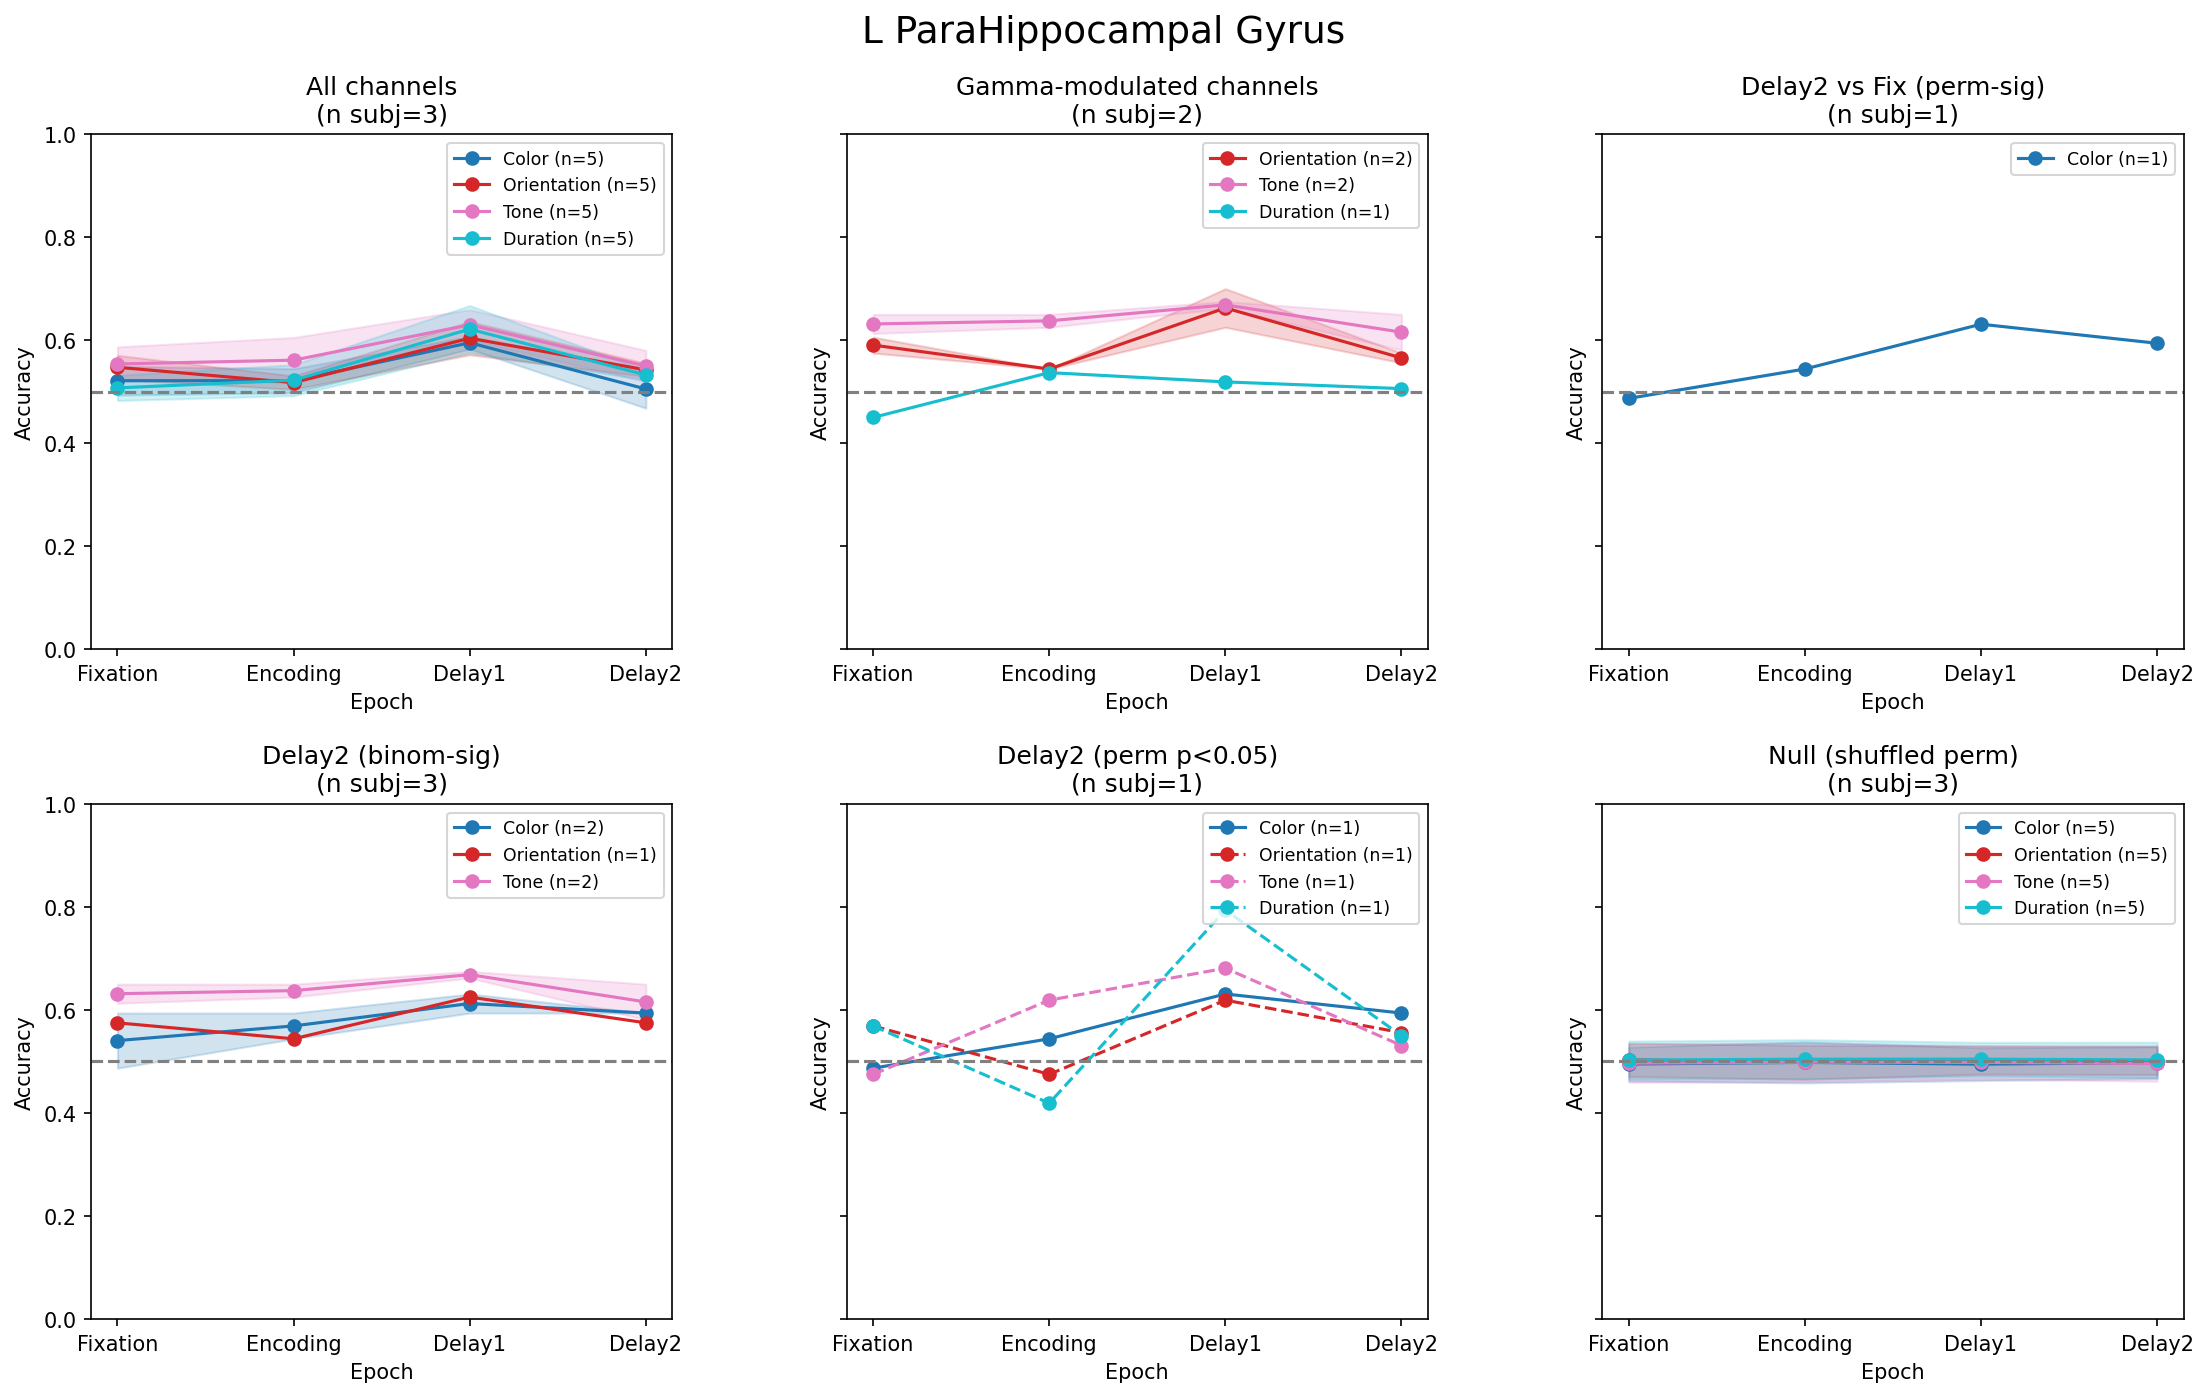 L ParaHippocampal Gyrus
All channels
(n subj=3)
Color (n=5)
Orientation (n=5)
Tone (n=5)
Duration (n=5)
1.0
0.8
0.6
0.4
0.2
0.0
Accuracy
Fixation Encoding Delay1 Delay2
Epoch
Gamma-modulated channels
(n subj=2)
Orientation (n=2)
Tone (n=2)
Duration (n=1)
Accuracy
Fixation Encoding Delay1 Delay2
Epoch
Delay2 vs Fix (perm-sig)
(n subj=1)
Color (n=1)
Accuracy
Fixation Encoding Delay1 Delay2
Epoch
Delay2 (binom-sig)
(n subj=3)
Color (n=2)
Orientation (n=1)
Tone (n=2)
1.0
0.8
0.6
0.4
0.2
0.0
Accuracy
Fixation Encoding Delay1 Delay2
Epoch
Delay2 (perm p<0.05)
(n subj=1)
Color (n=1)
Orientation (n=1)
Tone (n=1)
Duration (n=1)
Accuracy
Fixation Encoding Delay1 Delay2
Epoch
Null (shuffled perm)
(n subj=3)
Color (n=5)
Orientation (n=5)
Tone (n=5)
Duration (n=5)
Accuracy
Fixation Encoding Delay1 Delay2
Epoch